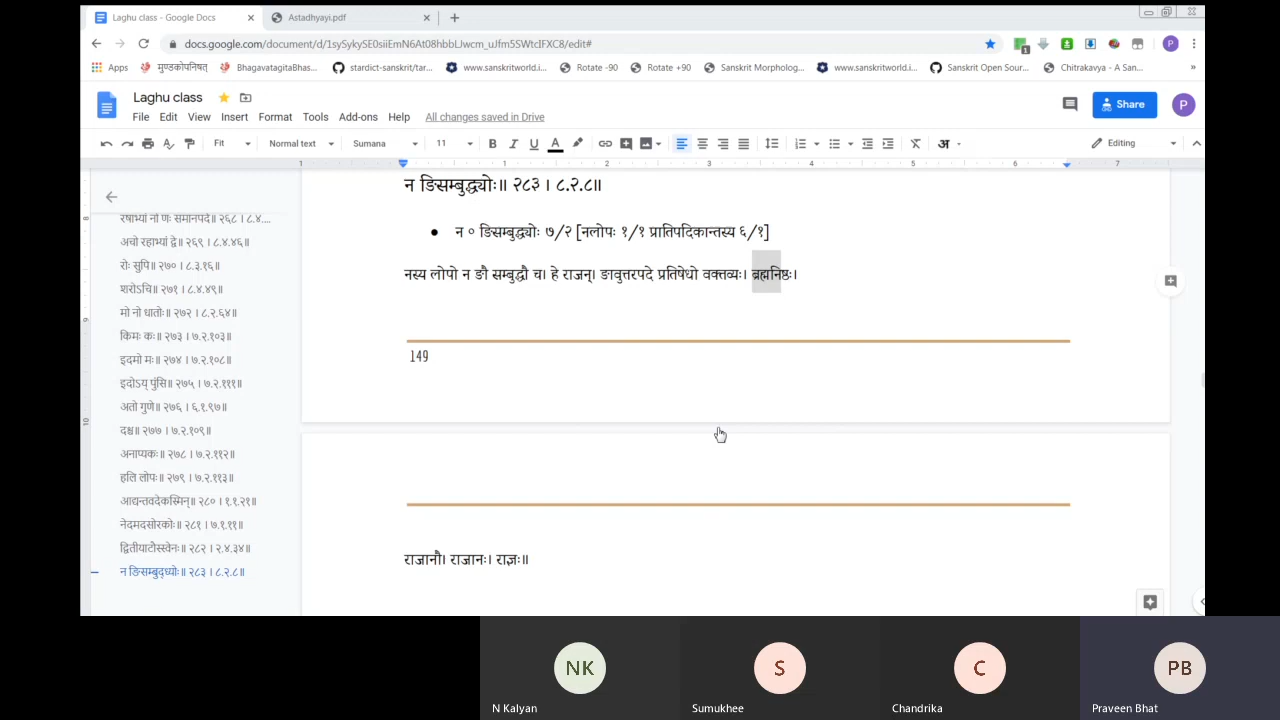 Laghu class - Google Docs
Astadhyayi.pdf
Apps
मुण्डकोपनिषत्
BhagavatagitaBhas...
stardict-sanskrit/tar...
www.sanskritworld.i...
Rotate -90
Rotate +90
Sanskrit Morpholog...
www.sanskritworld.i...
Sanskrit Open Sour...
Chitrakavya - A San...
Laghu class
File Edit View Insert Format Tools Add-ons Help All changes saved in Drive
Share
P
Fit Normal text Sumana 11 Editing
न ङिसम्बुद्ध्योः॥ २८३ । ८.२.८॥
न ० ङिसम्बुद्ध्योः ७/२ [नलोपः १/१ प्रातिपदिकान्तस्य ६/१]
नस्य लोपो न ङौ सम्बुद्धौ च। हे राजन्। ङावुत्तरपदे प्रतिषेधो वक्तव्यः। ब्रह्मनिष्ठः।
149
राजानौ। राजानः। राज्ञः॥
रषाभ्यां नो णः समानपदे॥ २६८ । ८.४....
अचो रहाभ्यां द्वे॥ २६९ । ८.४.४६॥
रोः सुपि॥ २७० । ८.३.१६॥
शरोऽचि॥ २७१ । ८.४.४९॥
मो नो धातोः॥ २७२ । ८.२.६४॥
किमः कः॥ २७३ । ७.२.१०३॥
इदमो मः॥ २७४ । ७.२.१०८॥
इदोऽय् पुंसि॥ २७५ । ७.२.१११॥
अतो गुणे॥ २७६ । ६.१.९७॥
दश्च॥ २७७ । ७.२.१०९॥
अनाप्यकः॥ २७८ । ७.२.११२॥
हलि लोपः॥ २७९ । ७.२.११३॥
आद्यन्तवदेकस्मिन्॥ २८० । १.१.२१॥
नेदमदसोरकोः॥ २८१ । ७.१.११॥
द्वितीयाटौस्स्वेनः॥ २८२ । २.४.३४॥
न ङिसम्बुद्ध्योः॥ २८३ । ८.२.८॥
NK S C PB
N Kalyan Sumukhee Chandrika Praveen Bhat